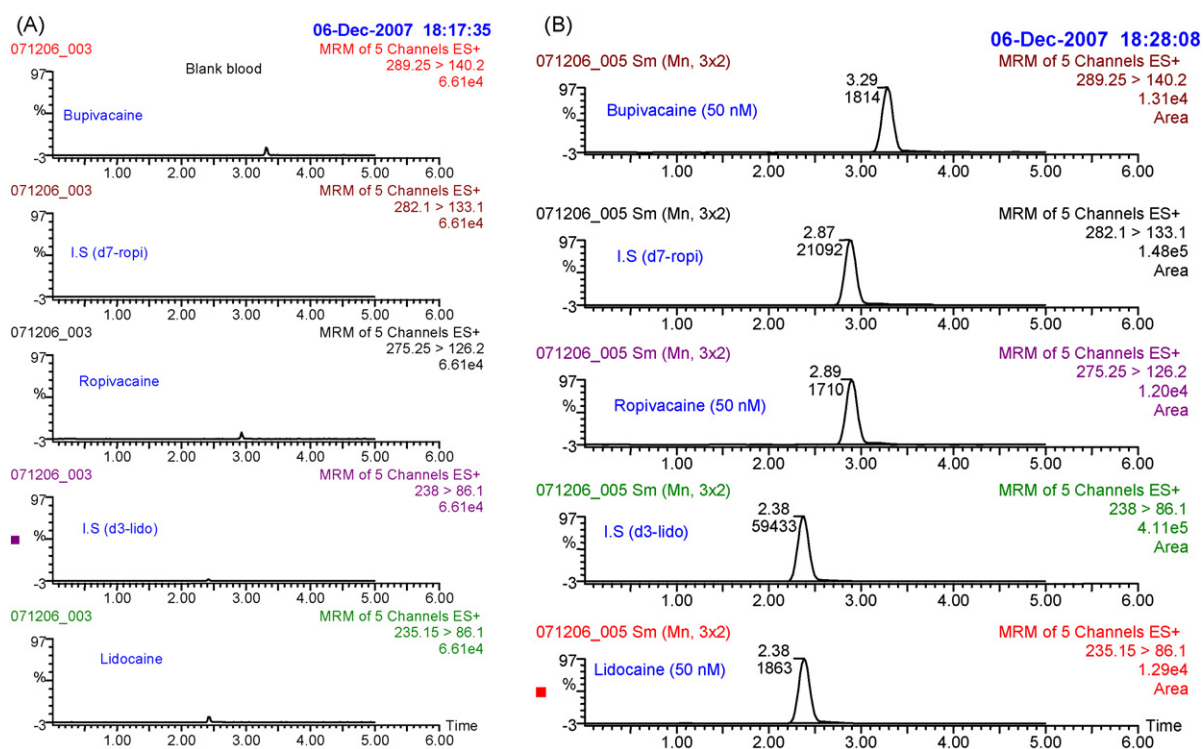 (A)
06-Dec-2007 18:17:35
071206_003
MRM of 5 Channels ES+
289.25 > 140.2
6.61e4
Blank blood
97
%
Bupivacaine
-3
1.00 2.00 3.00 4.00 5.00 6.00
071206_003
MRM of 5 Channels ES+
282.1 > 133.1
6.61e4
97
%
I.S (d7-ropi)
-3
1.00 2.00 3.00 4.00 5.00 6.00
071206_003
MRM of 5 Channels ES+
275.25 > 126.2
6.61e4
97
%
Ropivacaine
-3
1.00 2.00 3.00 4.00 5.00 6.00
071206_003
MRM of 5 Channels ES+
238 > 86.1
6.61e4
97
%
I.S (d3-lido)
-3
1.00 2.00 3.00 4.00 5.00 6.00
071206_003
MRM of 5 Channels ES+
235.15 > 86.1
6.61e4
97
%
Lidocaine
-3
Time
1.00 2.00 3.00 4.00 5.00 6.00
(B)
06-Dec-2007 18:28:08
071206_005 Sm (Mn, 3x2)
MRM of 5 Channels ES+
289.25 > 140.2
1.31e4
Area
3.29
1814
97
%
Bupivacaine (50 nM)
-3
1.00 2.00 3.00 4.00 5.00 6.00
071206_005 Sm (Mn, 3x2)
MRM of 5 Channels ES+
282.1 > 133.1
1.48e5
Area
2.87
21092
97
%
I.S (d7-ropi)
-3
1.00 2.00 3.00 4.00 5.00 6.00
071206_005 Sm (Mn, 3x2)
MRM of 5 Channels ES+
275.25 > 126.2
1.20e4
Area
2.89
1710
97
%
Ropivacaine (50 nM)
-3
1.00 2.00 3.00 4.00 5.00 6.00
071206_005 Sm (Mn, 3x2)
MRM of 5 Channels ES+
238 > 86.1
4.11e5
Area
2.38
59433
97
%
I.S (d3-lido)
-3
1.00 2.00 3.00 4.00 5.00 6.00
071206_005 Sm (Mn, 3x2)
MRM of 5 Channels ES+
235.15 > 86.1
1.29e4
Area
2.38
1863
97
%
Lidocaine (50 nM)
-3
Time
1.00 2.00 3.00 4.00 5.00 6.00